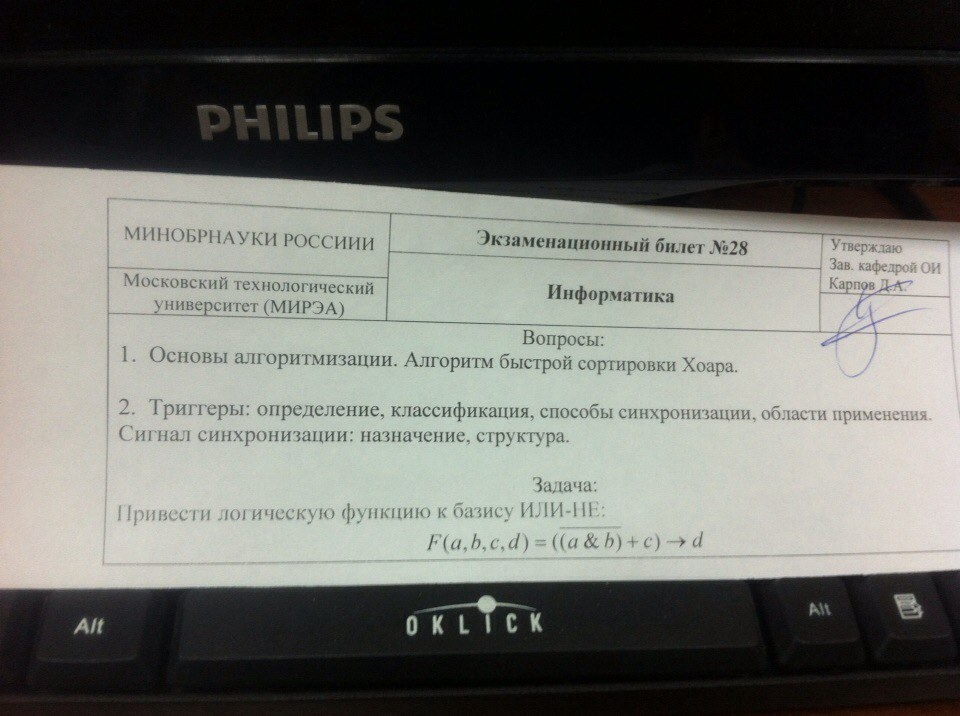 PHILIPS
МИНОБРНАУКИ РОССИИИ
Экзаменационный билет №28
Утверждаю
Зав. кафедрой ОИ
Карпов Д.А.
Московский технологический
университет (МИРЭА)
Информатика
Вопросы:
1. Основы алгоритмизации. Алгоритм быстрой сортировки Хоара.
2. Триггеры: определение, классификация, способы синхронизации, области применения.
Сигнал синхронизации: назначение, структура.
Задача:
Привести логическую функцию к базису ИЛИ-НЕ:
F(a,b,c,d) = (\overline{(a & b)} + c) → d
Alt
OKLICK
Alt